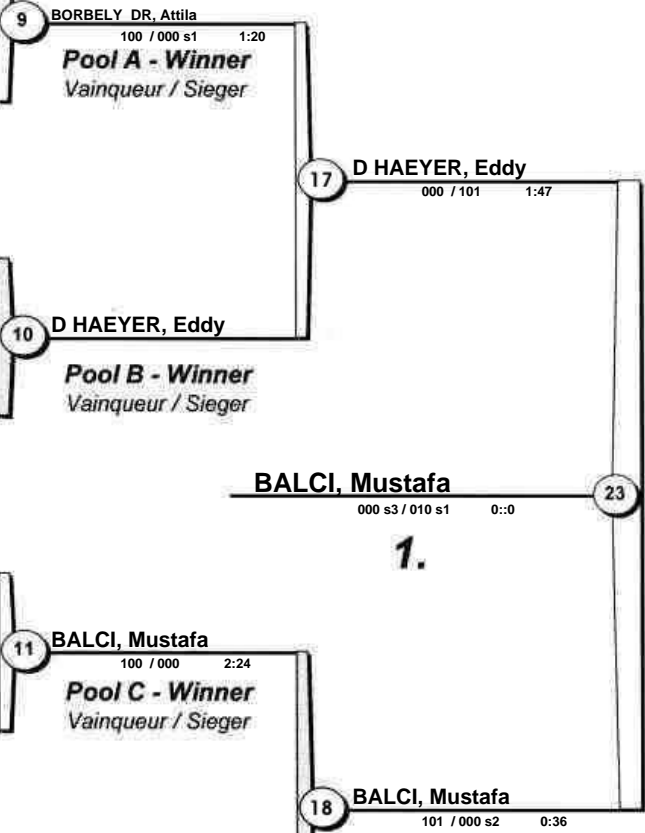 9
BORBELY DR, Attila
100 / 000 s1 1:20
Pool A - Winner
Vainqueur / Sieger
17
D HAEYER, Eddy
000 / 101 1:47
10
D HAEYER, Eddy
Pool B - Winner
Vainqueur / Sieger
BALCI, Mustafa
23
000 s3 / 010 s1 0::0
1.
11
BALCI, Mustafa
100 / 000 2:24
Pool C - Winner
Vainqueur / Sieger
18
BALCI, Mustafa
101 / 000 s2 0:36